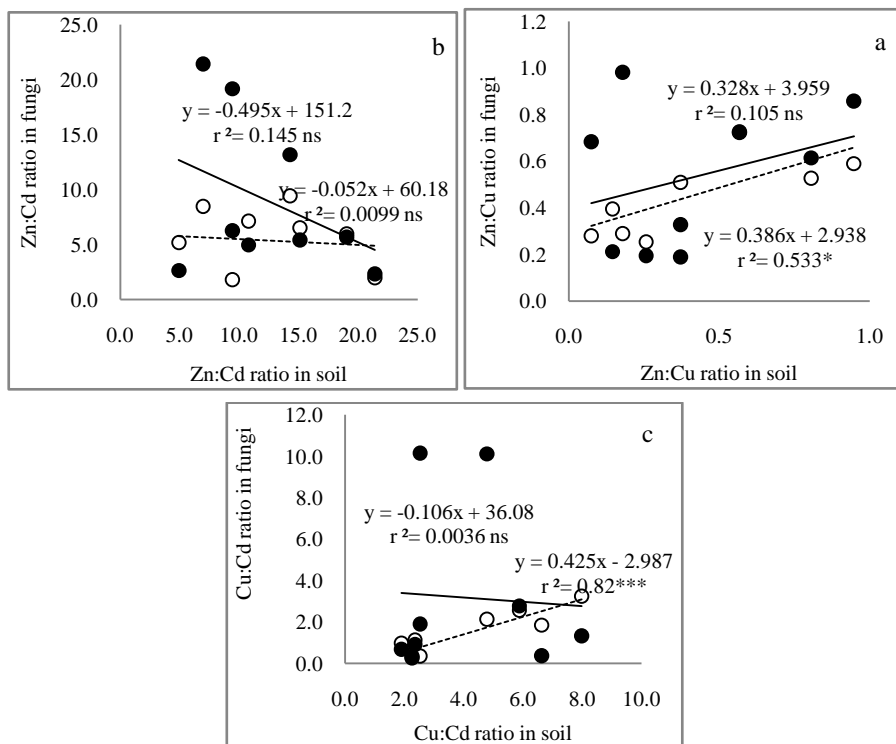 b
25.0
20.0
15.0
10.0
5.0
0.0
Zn:Cd ratio in fungi
y = -0.495x + 151.2
r ²= 0.145 ns
y = -0.052x + 60.18
r ²= 0.0099 ns
0.0 5.0 10.0 15.0 20.0 25.0
Zn:Cd ratio in soil
a
1.2
1.0
0.8
0.6
0.4
0.2
0.0
Zn:Cu ratio in fungi
y = 0.328x + 3.959
r ²= 0.105 ns
y = 0.386x + 2.938
r ²= 0.533*
0.0 0.5 1.0
Zn:Cu ratio in soil
c
12.0
10.0
8.0
6.0
4.0
2.0
0.0
Cu:Cd ratio in fungi
y = -0.106x + 36.08
r ²= 0.0036 ns
y = 0.425x - 2.987
r ²= 0.82***
0.0 2.0 4.0 6.0 8.0 10.0
Cu:Cd ratio in soil